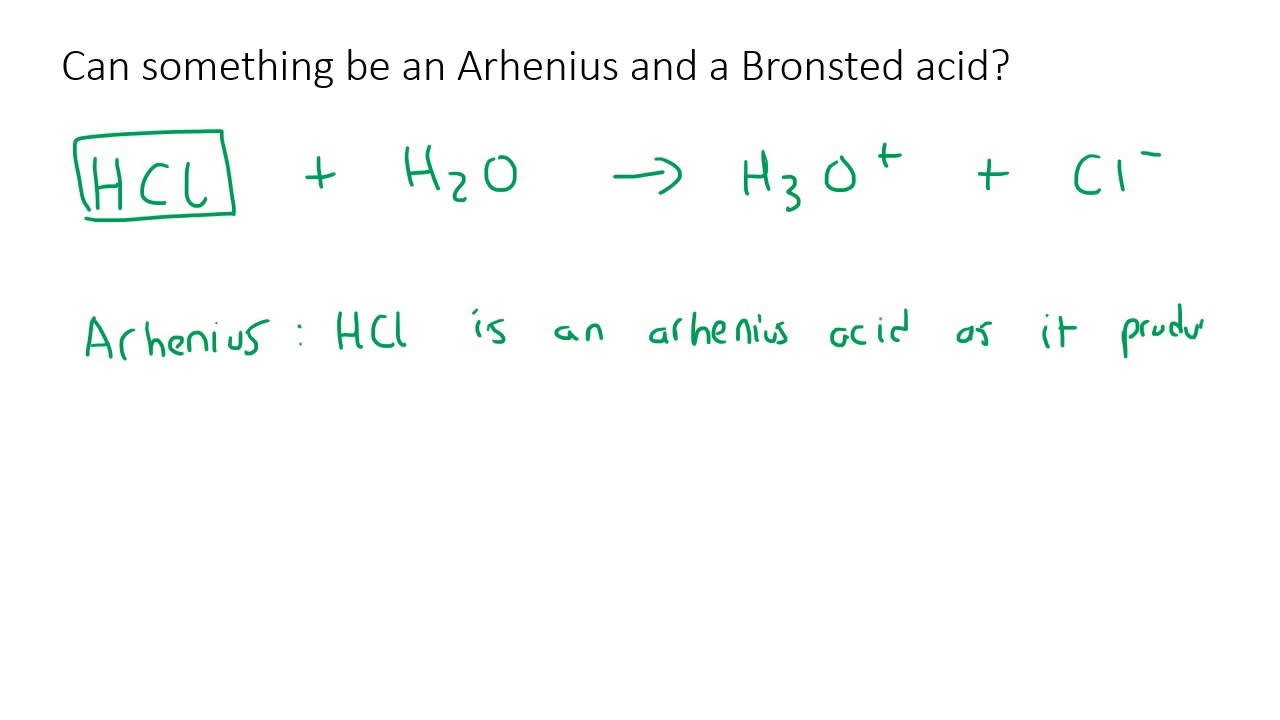 Can something be an Arhenius and a Bronsted acid?
HCl + H₂O → H₃O⁺ + Cl⁻
Arhenius : HCl is an arhenius acid as it produ